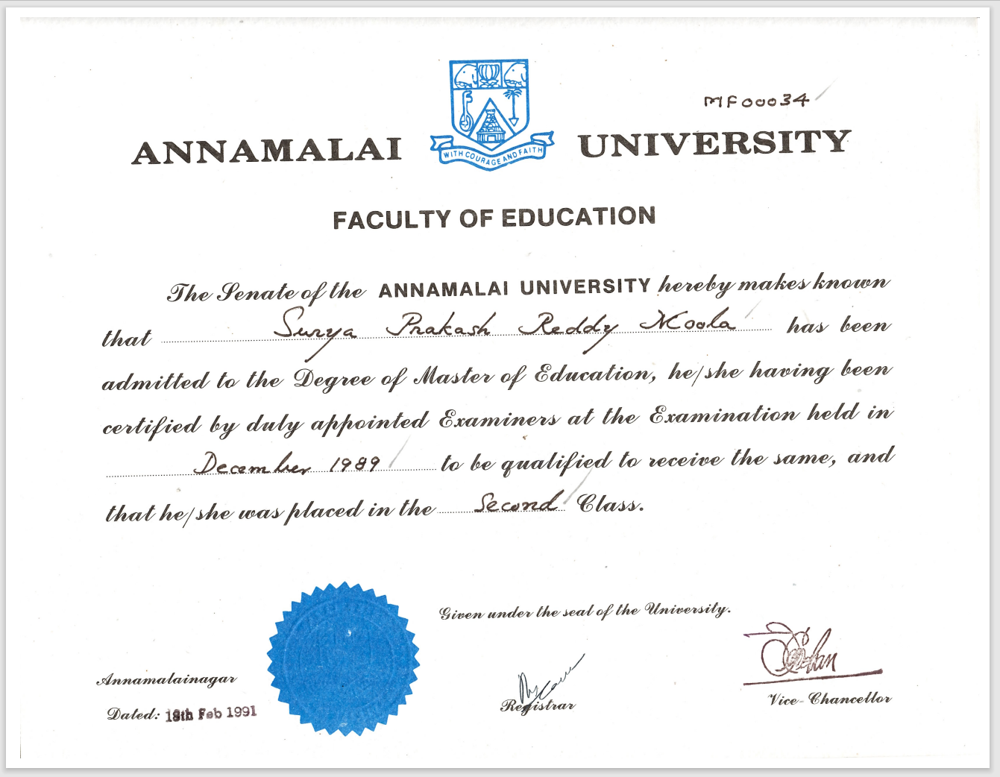 MF00034
ANNAMALAI UNIVERSITY
WITH COURAGE AND FAITH
FACULTY OF EDUCATION
The Senate of the ANNAMALAI UNIVERSITY hereby makes known
that Surya Prakash Reddy Moola has been
admitted to the Degree of Master of Education, he/she having been
certified by duly appointed Examiners at the Examination held in
December 1989 to be qualified to receive the same, and
that he/she was placed in the Second Class.
Given under the seal of the University.
Annamalainagar
Registrar
Vice-Chancellor
Dated: 18th Feb 1991